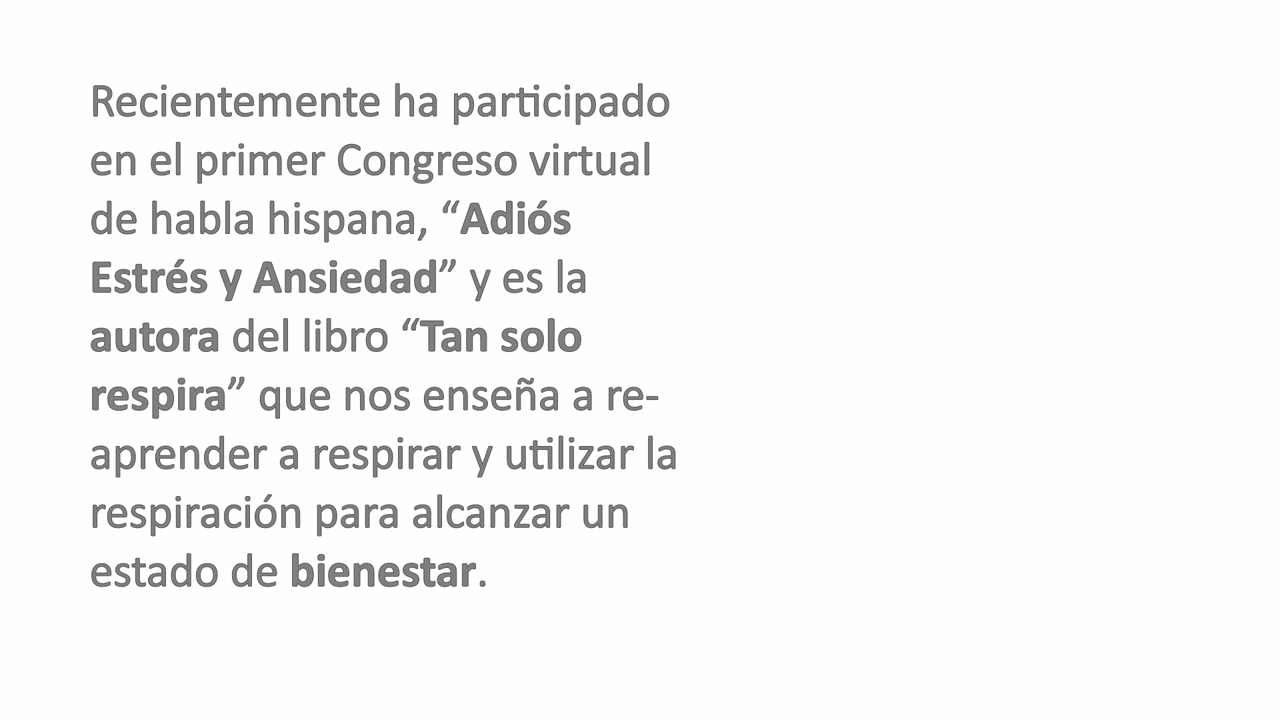 Recientemente ha participado
en el primer Congreso virtual
de habla hispana, “Adiós
Estrés y Ansiedad” y es la
autora del libro “Tan solo
respira” que nos enseña a re-
aprender a respirar y utilizar la
respiración para alcanzar un
estado de bienestar.